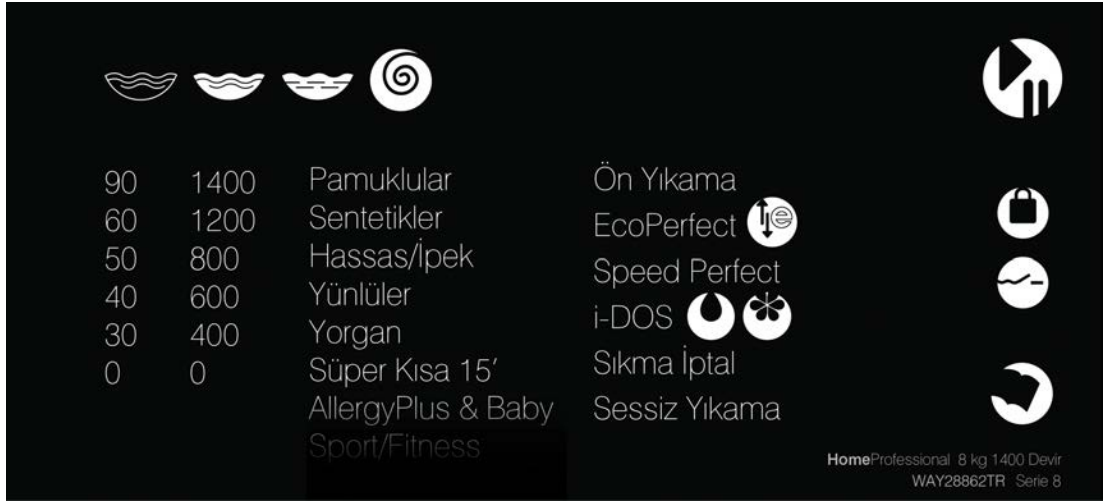 90
60
50
40
30
0
1400
1200
800
600
400
0
Pamuklular
Sentetikler
Hassas/İpek
Yünlüler
Yorgan
Süper Kısa 15′
AllergyPlus & Baby
Sport/Fitness
Ön Yıkama
EcoPerfect e
Speed Perfect
i-DOS
Sıkma İptal
Sessiz Yıkama
HomeProfessional 8 kg 1400 Devir
WAY28862TR Serie 8